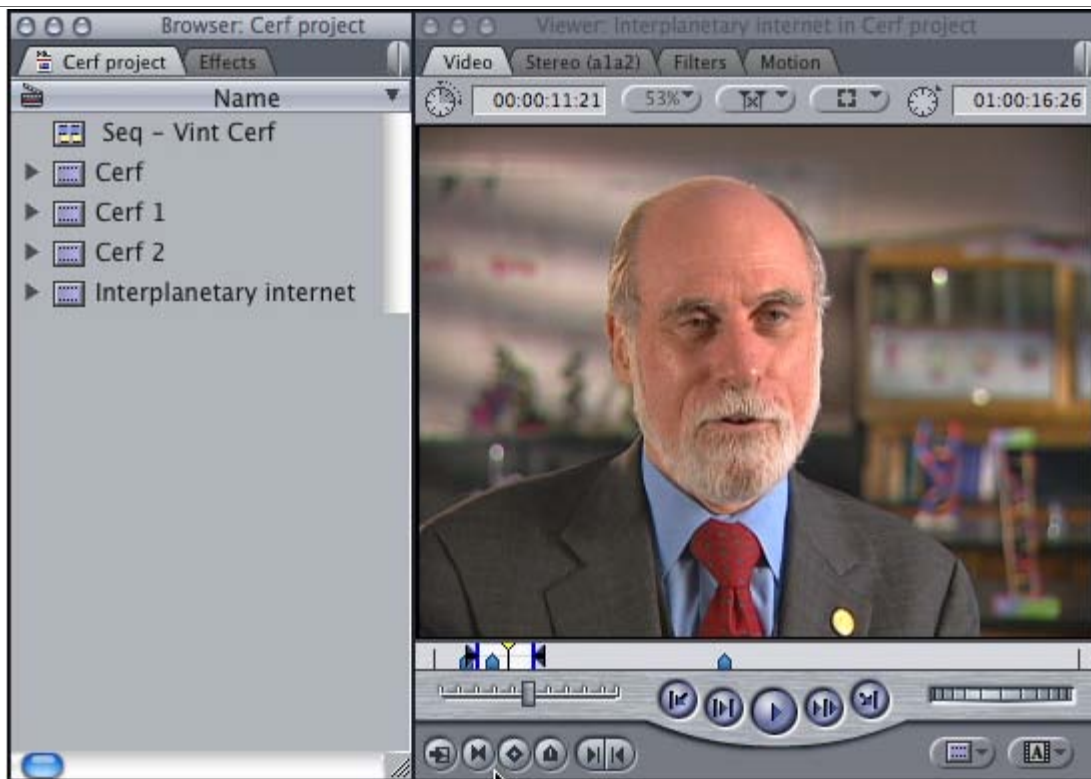 Browser: Cerf project
Cerf project
Effects
Name
Seq – Vint Cerf
Cerf
Cerf 1
Cerf 2
Interplanetary internet
Viewer: Interplanetary internet in Cerf project
Video
Stereo (a1a2)
Filters
Motion
00:00:11:21
53%
01:00:16:26
A